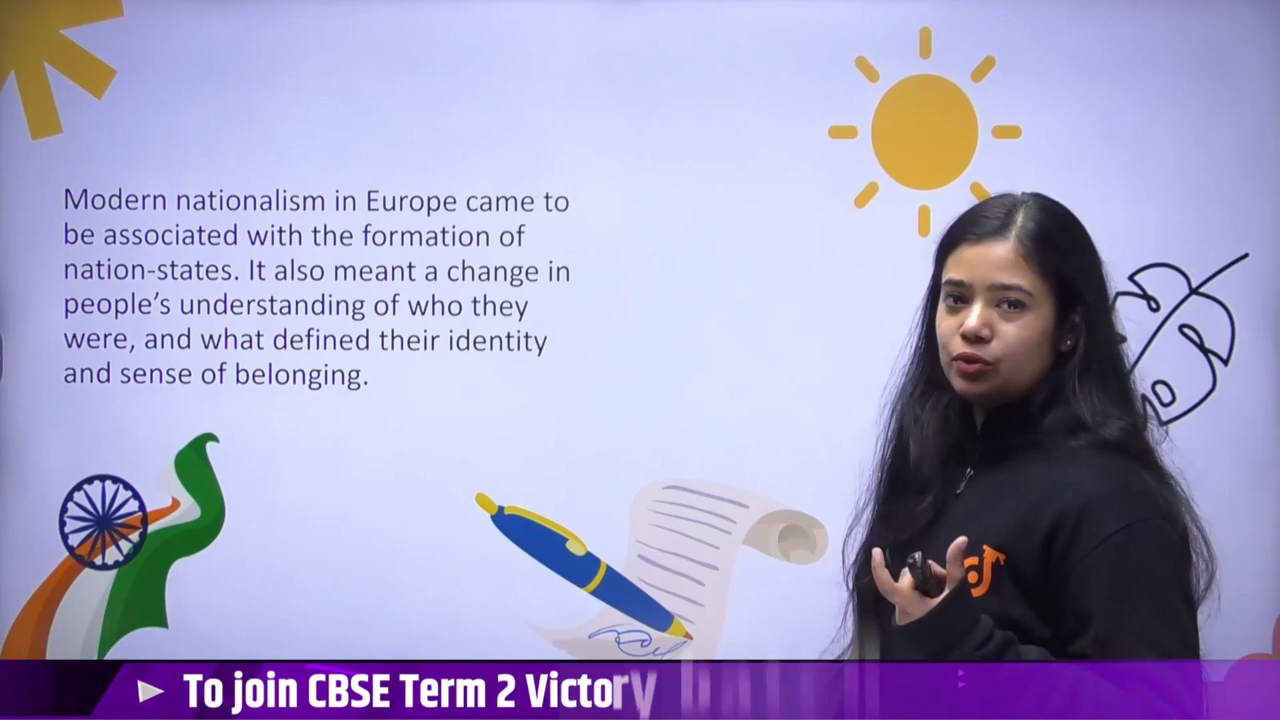 Modern nationalism in Europe came to
be associated with the formation of
nation-states. It also meant a change in
people’s understanding of who they
were, and what defined their identity
and sense of belonging.
To join CBSE Term 2 Victory